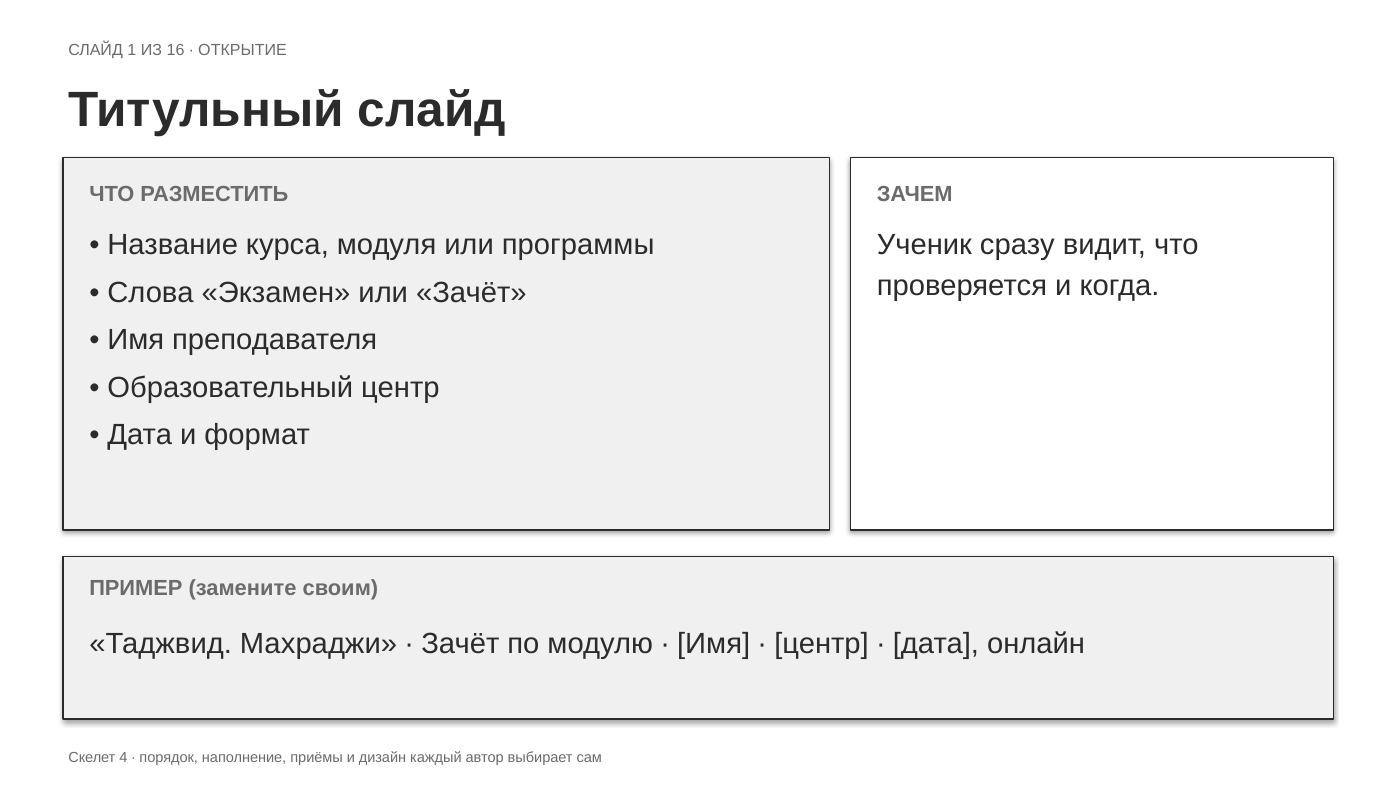 СЛАЙД 1 ИЗ 16 · ОТКРЫТИЕ
Титульный слайд
ЧТО РАЗМЕСТИТЬ
• Название курса, модуля или программы
• Слова «Экзамен» или «Зачёт»
• Имя преподавателя
• Образовательный центр
• Дата и формат
ЗАЧЕМ
Ученик сразу видит, что
проверяется и когда.
ПРИМЕР (замените своим)
«Таджвид. Махраджи» · Зачёт по модулю · [Имя] · [центр] · [дата], онлайн
Скелет 4 · порядок, наполнение, приёмы и дизайн каждый автор выбирает сам